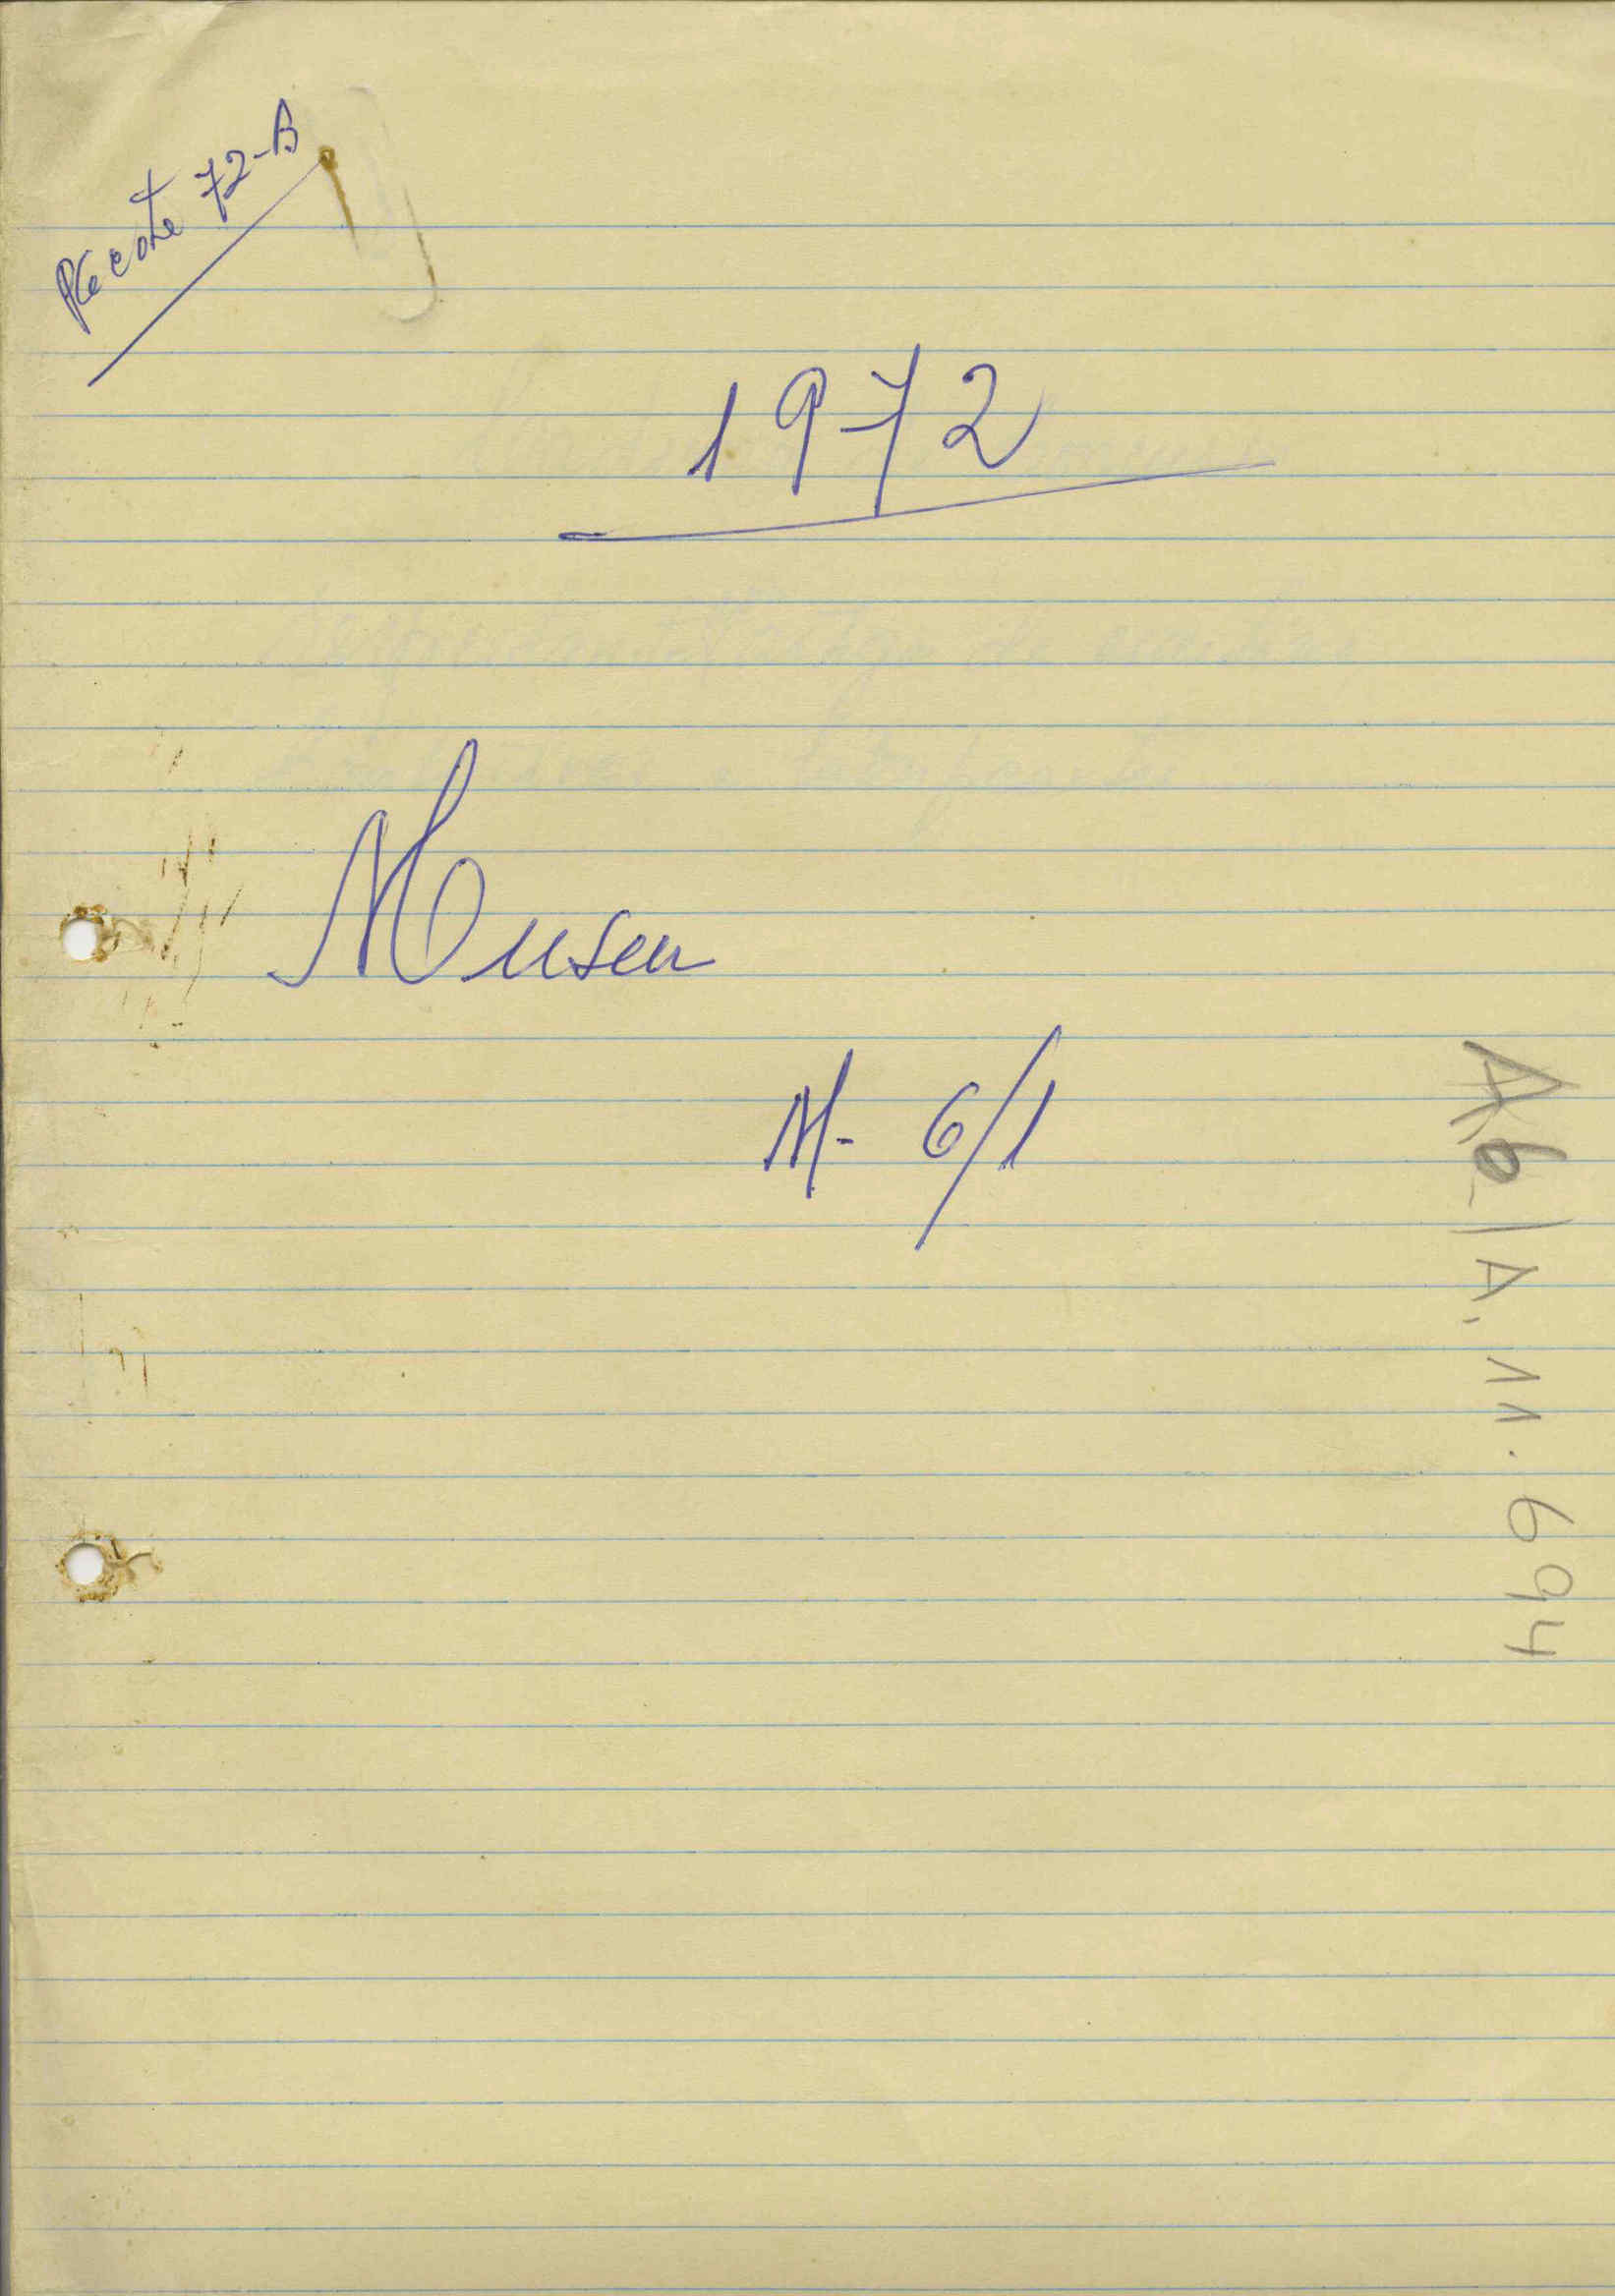 Pacote 72-B
1972
Museu
M- 6/1
A6/A.11.694